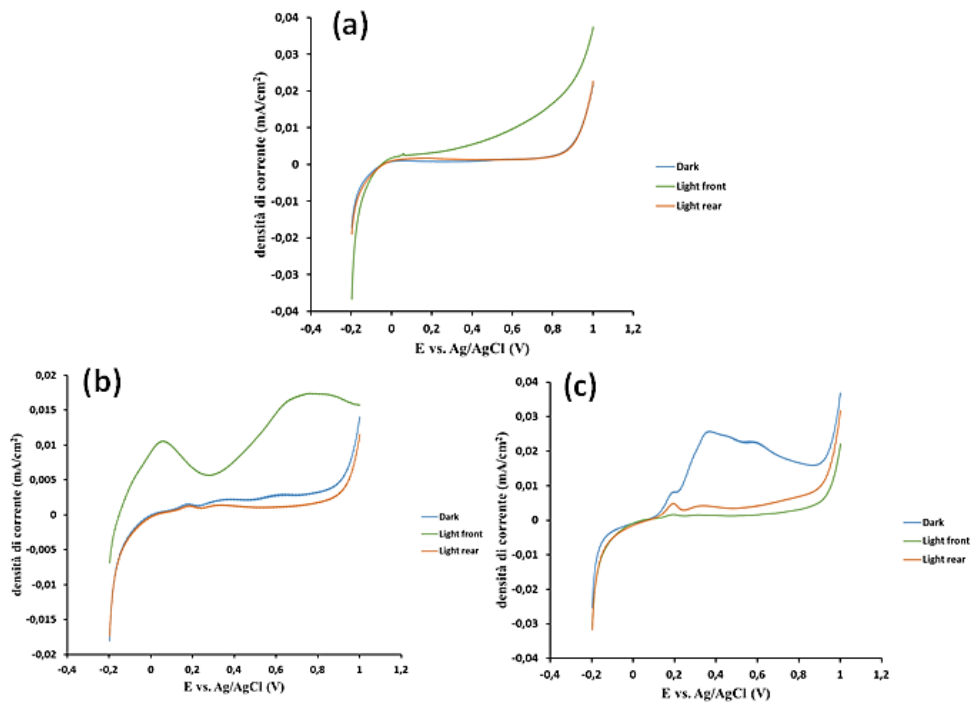 (a)
0,04
0,03
0,02
0,01
0
-0,01
-0,02
-0,03
-0,04
densità di corrente (mA/cm²)
-0,4 -0,2 0 0,2 0,4 0,6 0,8 1 1,2
E vs. Ag/AgCl (V)
Dark
Light front
Light rear
(b)
0,02
0,015
0,01
0,005
0
-0,005
-0,01
-0,015
-0,02
densità di corrente (mA/cm²)
-0,4 -0,2 0 0,2 0,4 0,6 0,8 1 1,2
E vs. Ag/AgCl (V)
Dark
Light front
Light rear
(c)
0,04
0,03
0,02
0,01
0
-0,01
-0,02
-0,03
-0,04
densità di corrente (mA/cm²)
-0,4 -0,2 0 0,2 0,4 0,6 0,8 1 1,2
E vs. Ag/AgCl (V)
Dark
Light front
Light rear